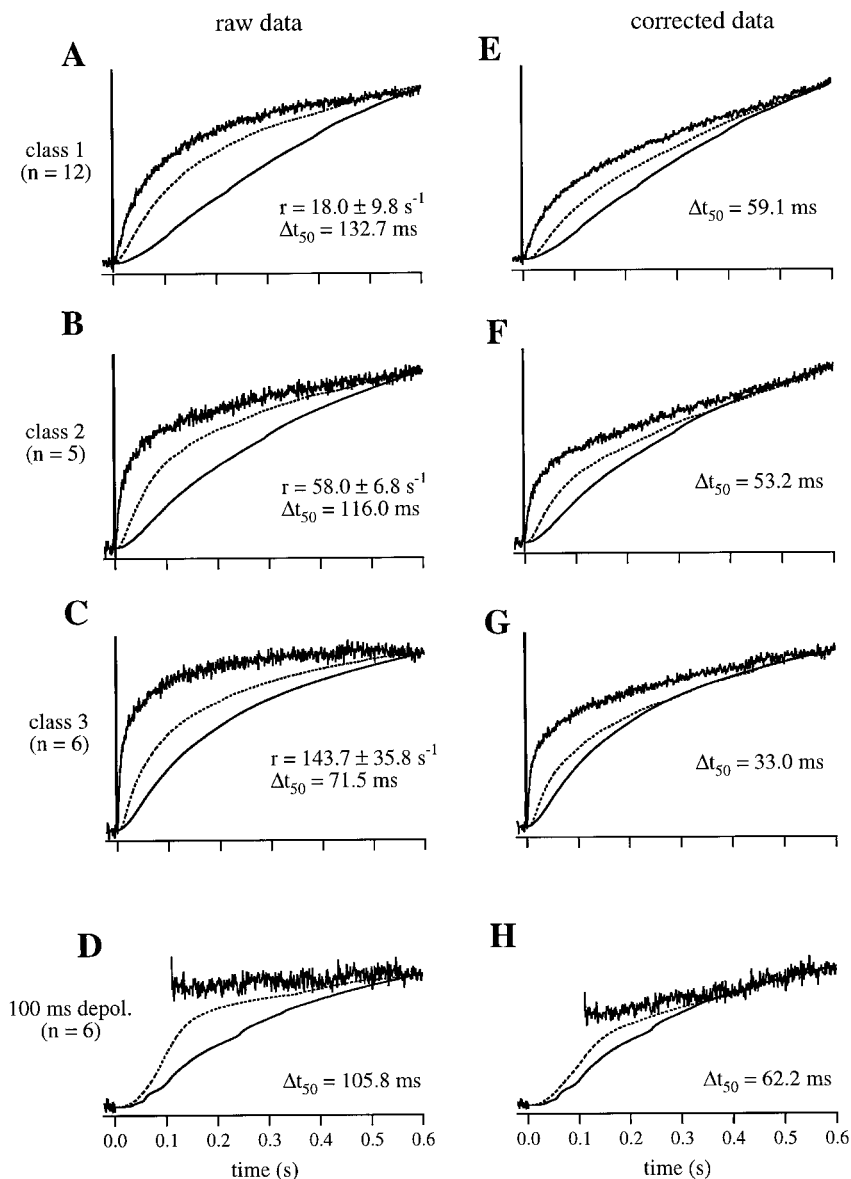 raw data
corrected data
A
E
class 1
(n = 12)
r = 18.0 ± 9.8 s⁻¹
Δt₅₀ = 132.7 ms
Δt₅₀ = 59.1 ms
B
F
class 2
(n = 5)
r = 58.0 ± 6.8 s⁻¹
Δt₅₀ = 116.0 ms
Δt₅₀ = 53.2 ms
C
G
class 3
(n = 6)
r = 143.7 ± 35.8 s⁻¹
Δt₅₀ = 71.5 ms
Δt₅₀ = 33.0 ms
D
H
100 ms depol.
(n = 6)
Δt₅₀ = 105.8 ms
Δt₅₀ = 62.2 ms
0.0 0.1 0.2 0.3 0.4 0.5 0.6
0.0 0.1 0.2 0.3 0.4 0.5 0.6
time (s)
time (s)